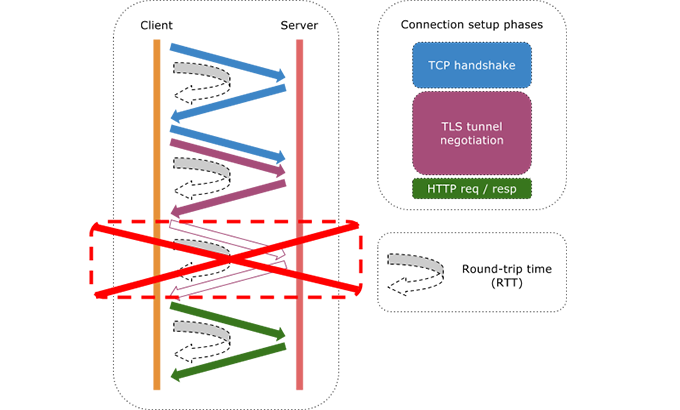 Client
Server
Connection setup phases
TCP handshake
TLS tunnel
negotiation
HTTP req / resp
Round-trip time
(RTT)